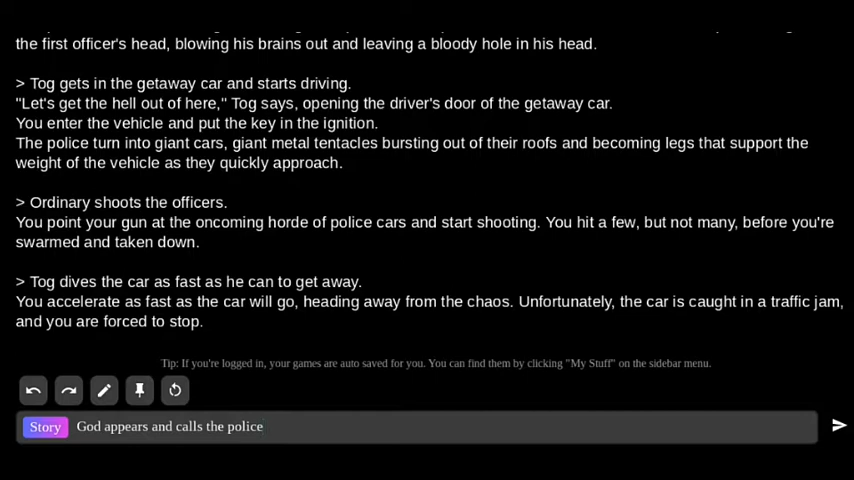 the first officer's head, blowing his brains out and leaving a bloody hole in his head.
> Tog gets in the getaway car and starts driving.
"Let's get the hell out of here," Tog says, opening the driver's door of the getaway car.
You enter the vehicle and put the key in the ignition.
The police turn into giant cars, giant metal tentacles bursting out of their roofs and becoming legs that support the
weight of the vehicle as they quickly approach.
> Ordinary shoots the officers.
You point your gun at the oncoming horde of police cars and start shooting. You hit a few, but not many, before you're
swarmed and taken down.
> Tog dives the car as fast as he can to get away.
You accelerate as fast as the car will go, heading away from the chaos. Unfortunately, the car is caught in a traffic jam,
and you are forced to stop.
Tip: If you're logged in, your games are auto saved for you. You can find them by clicking "My Stuff" on the sidebar menu.
Story God appears and calls the police